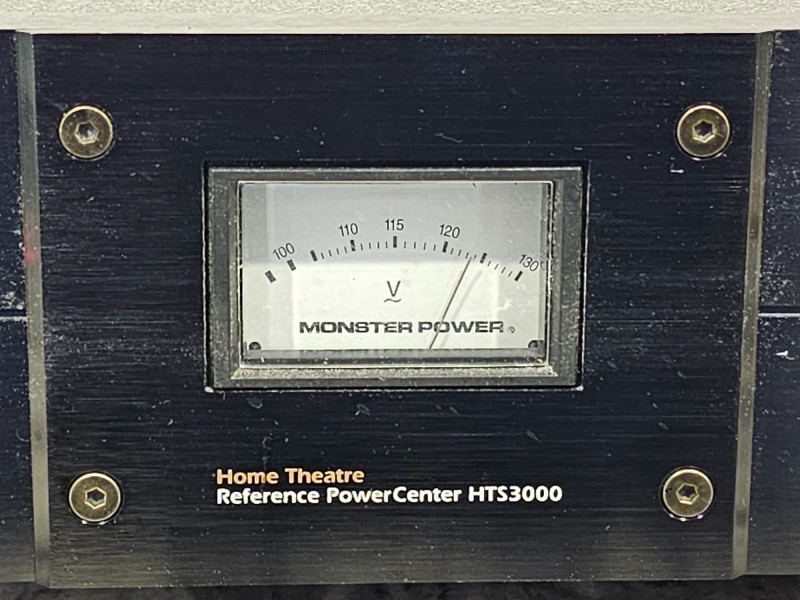 100 110 115 120 130
V
MONSTER POWER®
Home Theatre
Reference PowerCenter HTS3000